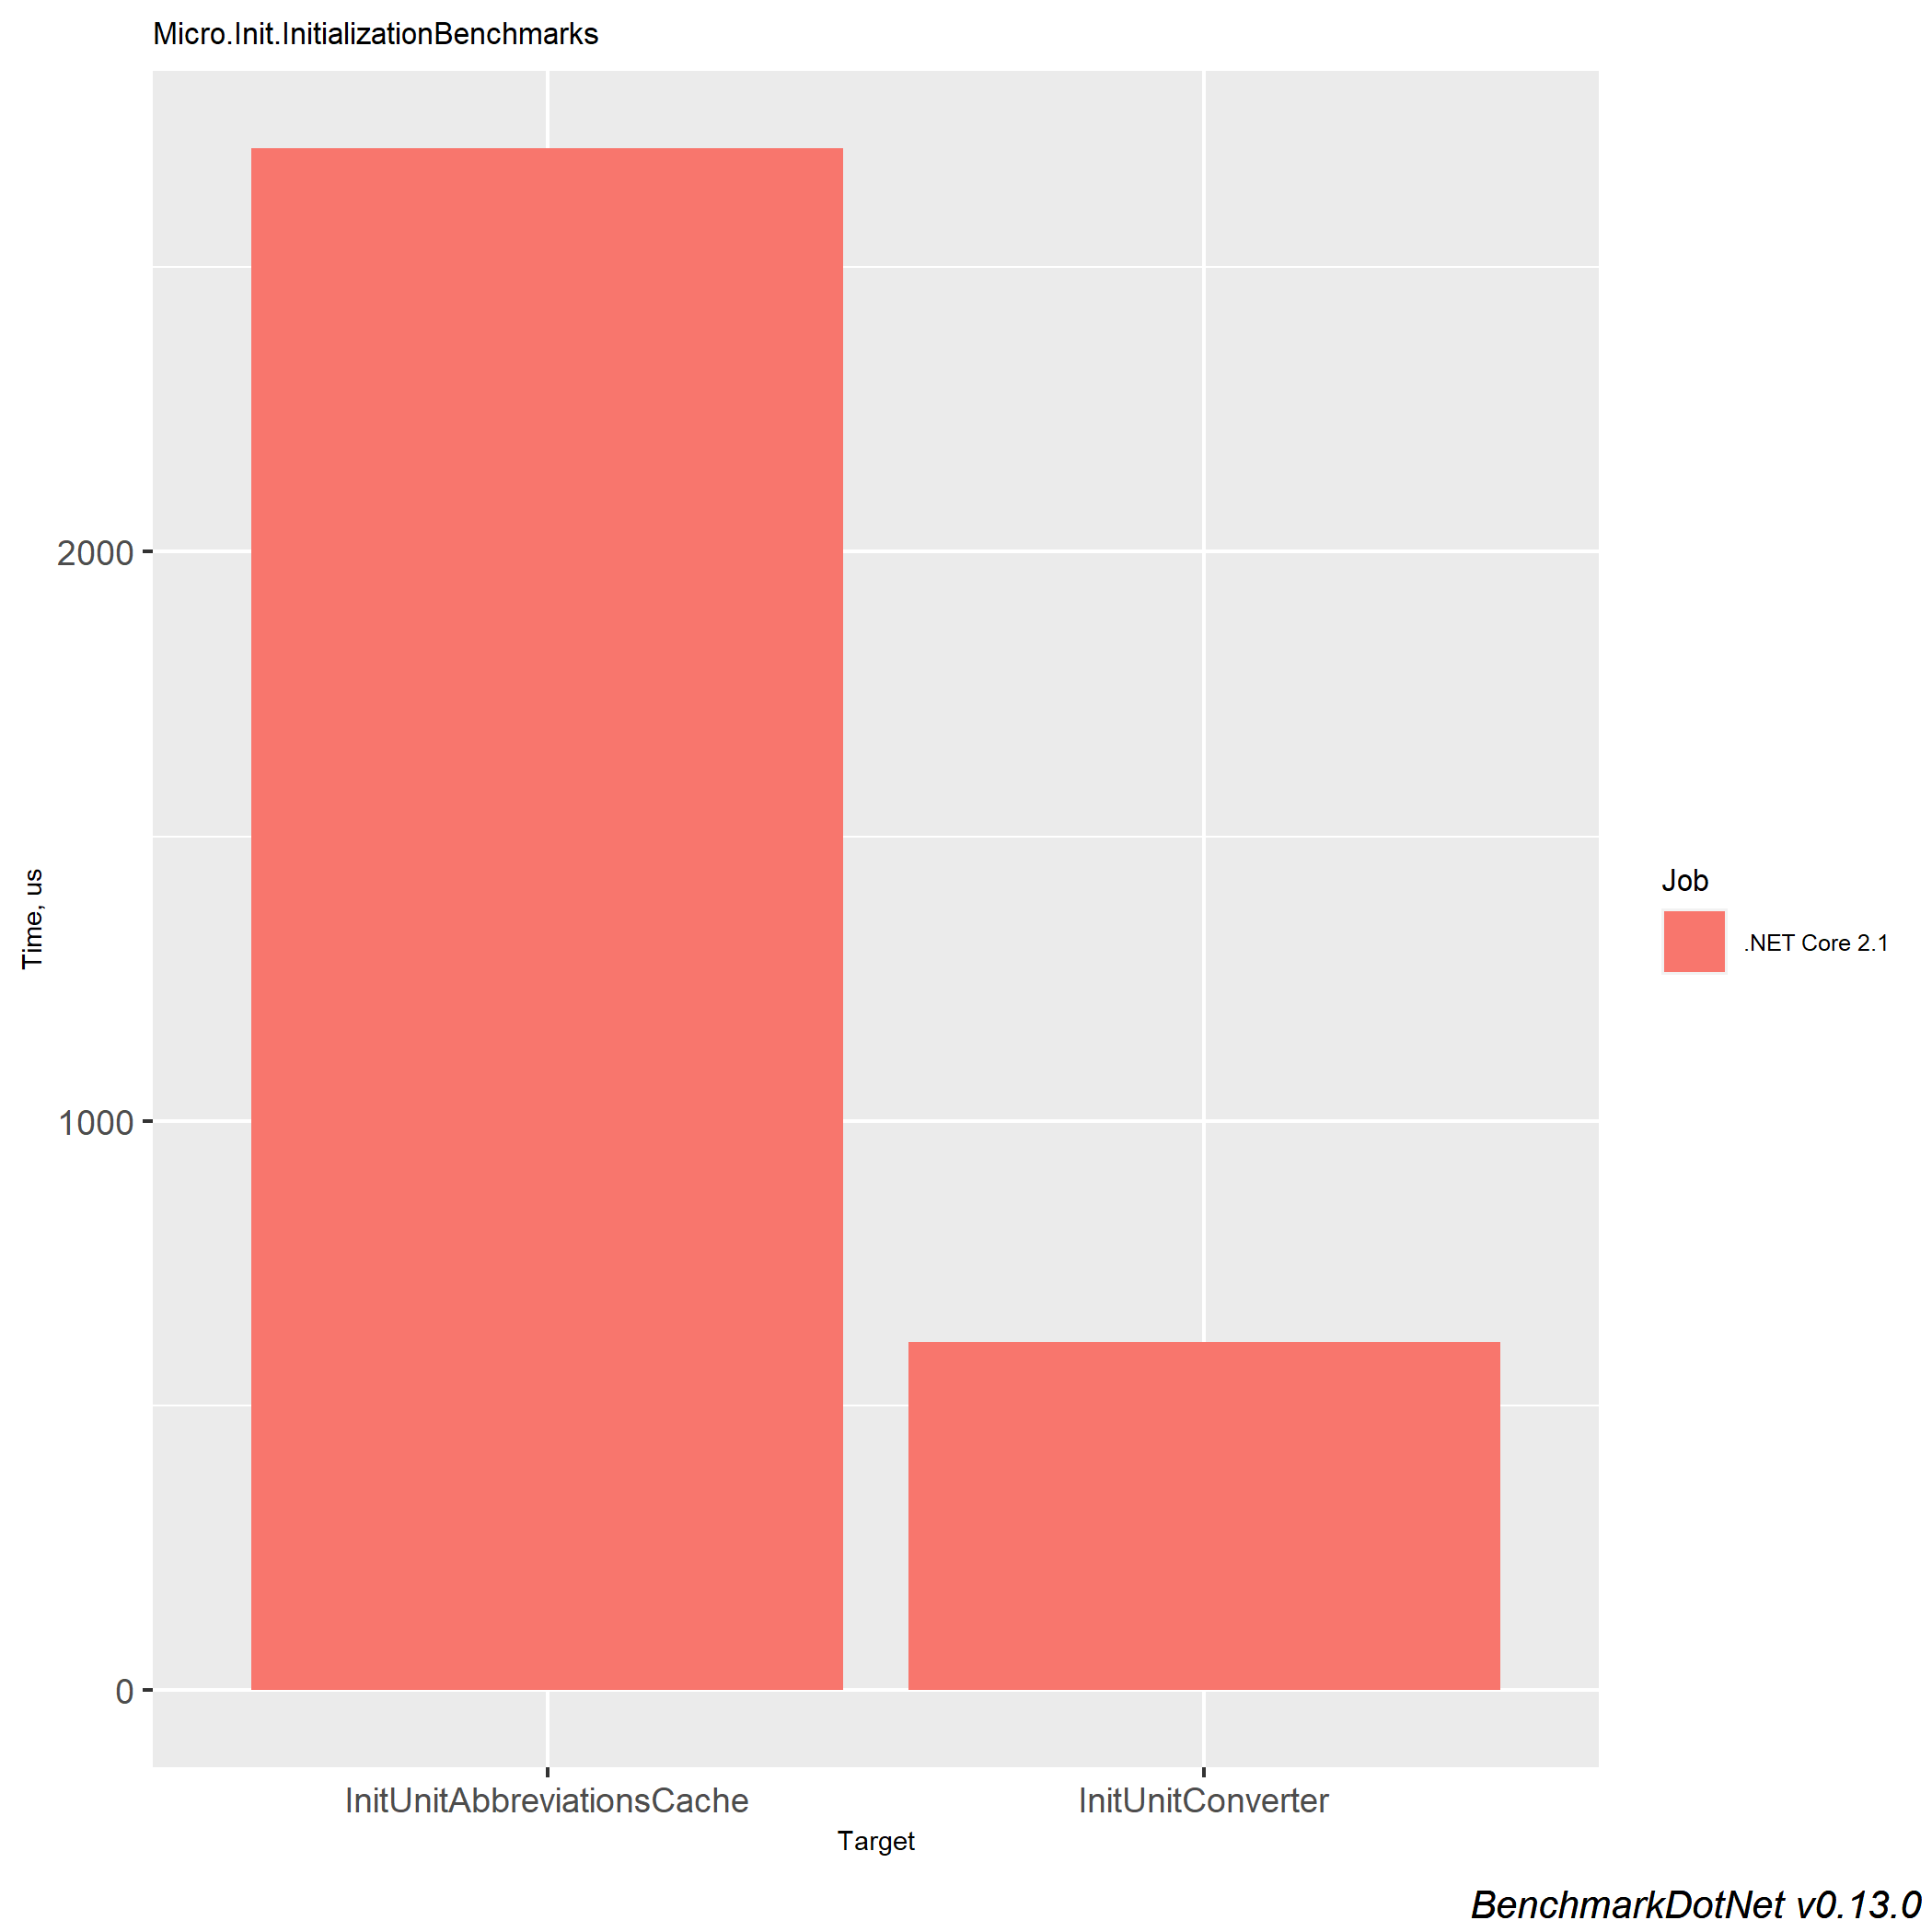 Micro.Init.InitializationBenchmarks
Time, us
2000
1000
0
InitUnitAbbreviationsCache
InitUnitConverter
Target
Job
.NET Core 2.1
BenchmarkDotNet v0.13.0